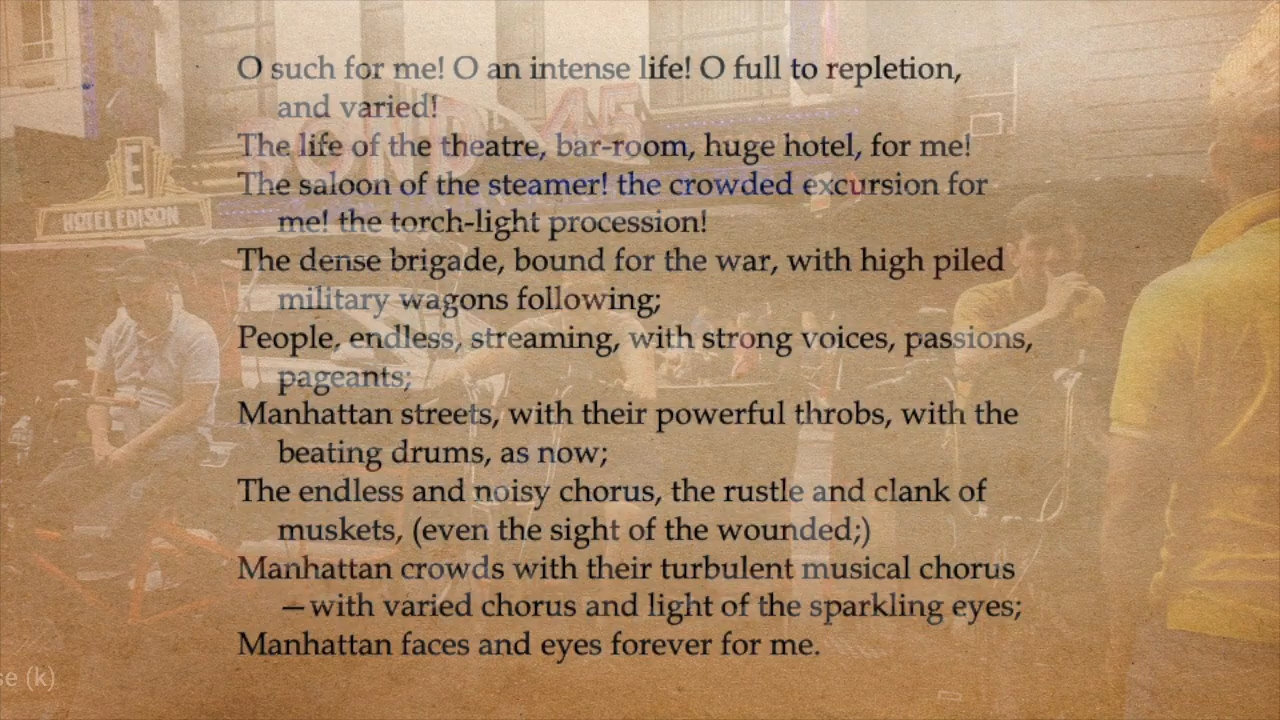 O such for me! O an intense life! O full to repletion,
and varied!
The life of the theatre, bar-room, huge hotel, for me!
The saloon of the steamer! the crowded excursion for
me! the torch-light procession!
The dense brigade, bound for the war, with high piled
military wagons following;
People, endless, streaming, with strong voices, passions,
pageants;
Manhattan streets, with their powerful throbs, with the
beating drums, as now;
The endless and noisy chorus, the rustle and clank of
muskets, (even the sight of the wounded;)
Manhattan crowds with their turbulent musical chorus
—with varied chorus and light of the sparkling eyes;
Manhattan faces and eyes forever for me.
E
HOTEL EDISON
45
se (k)